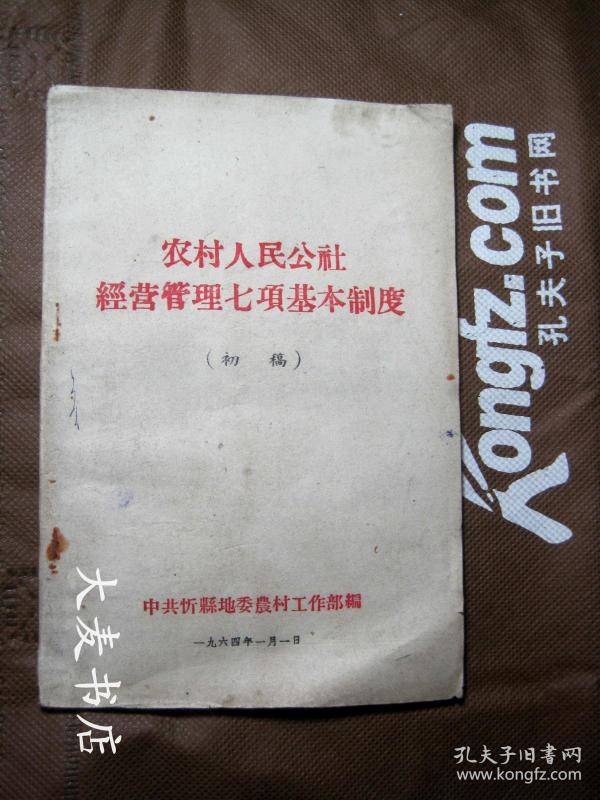 农村人民公社
經营管理七項基本制度
(初稿)
中共忻縣地委農村工作部編
一九六四年一月一日
大麦书店
Kongfz.com
孔夫子旧书网
孔夫子旧书网
www.kongfz.com